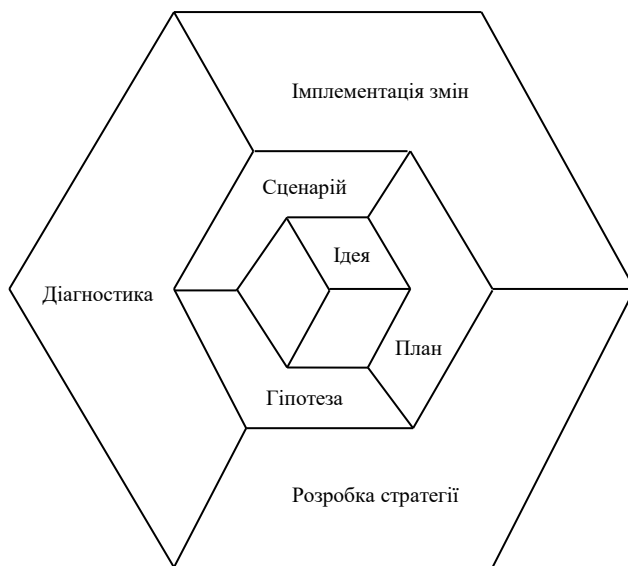 Імплементація змін
Сценарій
Ідея
Діагностика
План
Гіпотеза
Розробка стратегії